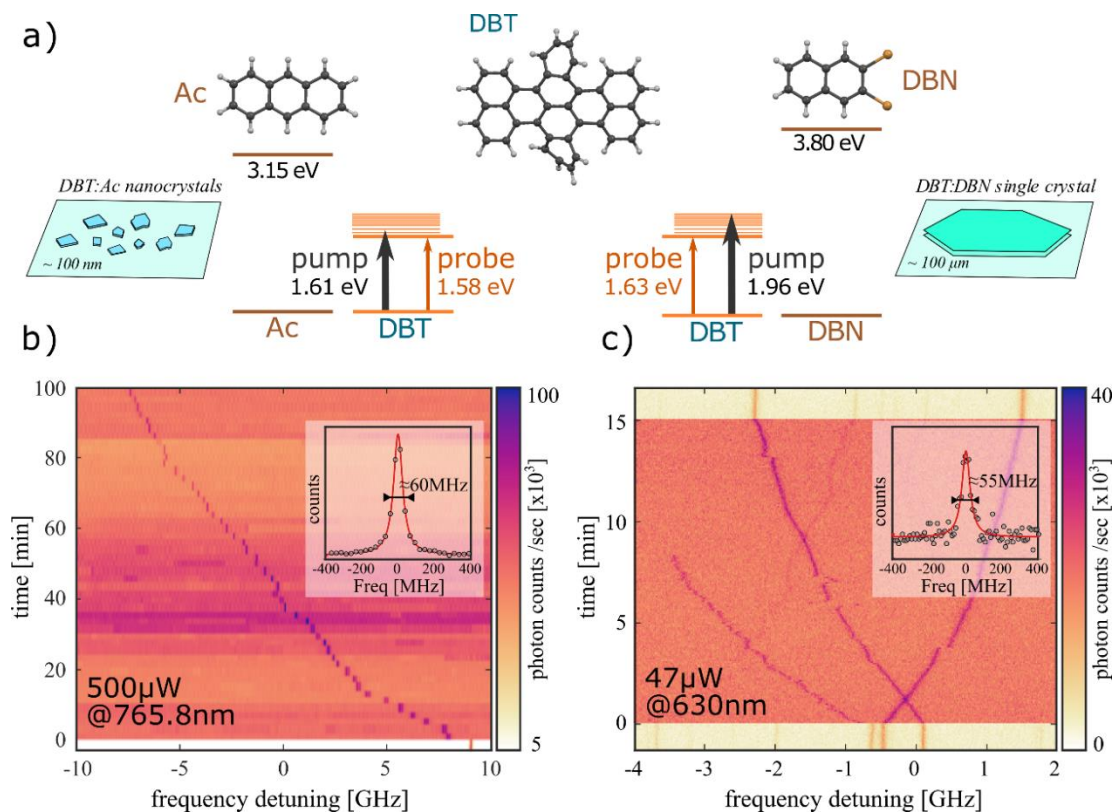 a)
DBT
Ac
DBN
3.15 eV
3.80 eV
DBT:Ac nanocrystals
~ 100 nm
DBT:DBN single crystal
~ 100 μm
pump
1.61 eV
probe
1.58 eV
probe
1.63 eV
pump
1.96 eV
Ac
DBT
DBT
DBN
b)
100
80
60
40
20
0
time [min]
-10
-5
0
5
10
frequency detuning [GHz]
500μW
@765.8nm
counts
≈60MHz
-400 -200 0 200 400
Freq [MHz]
100
5
photon counts /sec [x10³]
c)
15
10
5
0
time [min]
-4
-3
-2
-1
0
1
2
frequency detuning [GHz]
47μW
@630nm
counts
≈55MHz
-400 -200 0 200 400
Freq [MHz]
40
0
photon counts /sec [x10³]